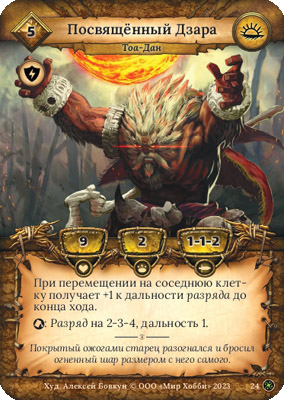 5
Посвящённый Дзара
Тоа-Дан
9
2
1-1-2
При перемещении на соседнюю клет-
ку получает +1 к дальности разряда до
конца хода.
: Разряд на 2-3-4, дальность 1.
Покрытый ожогами старец разогнался и бросил
огненный шар размером с него самого.
Худ. Алексей Бовкун © ООО «Мир Хобби» 2023
24